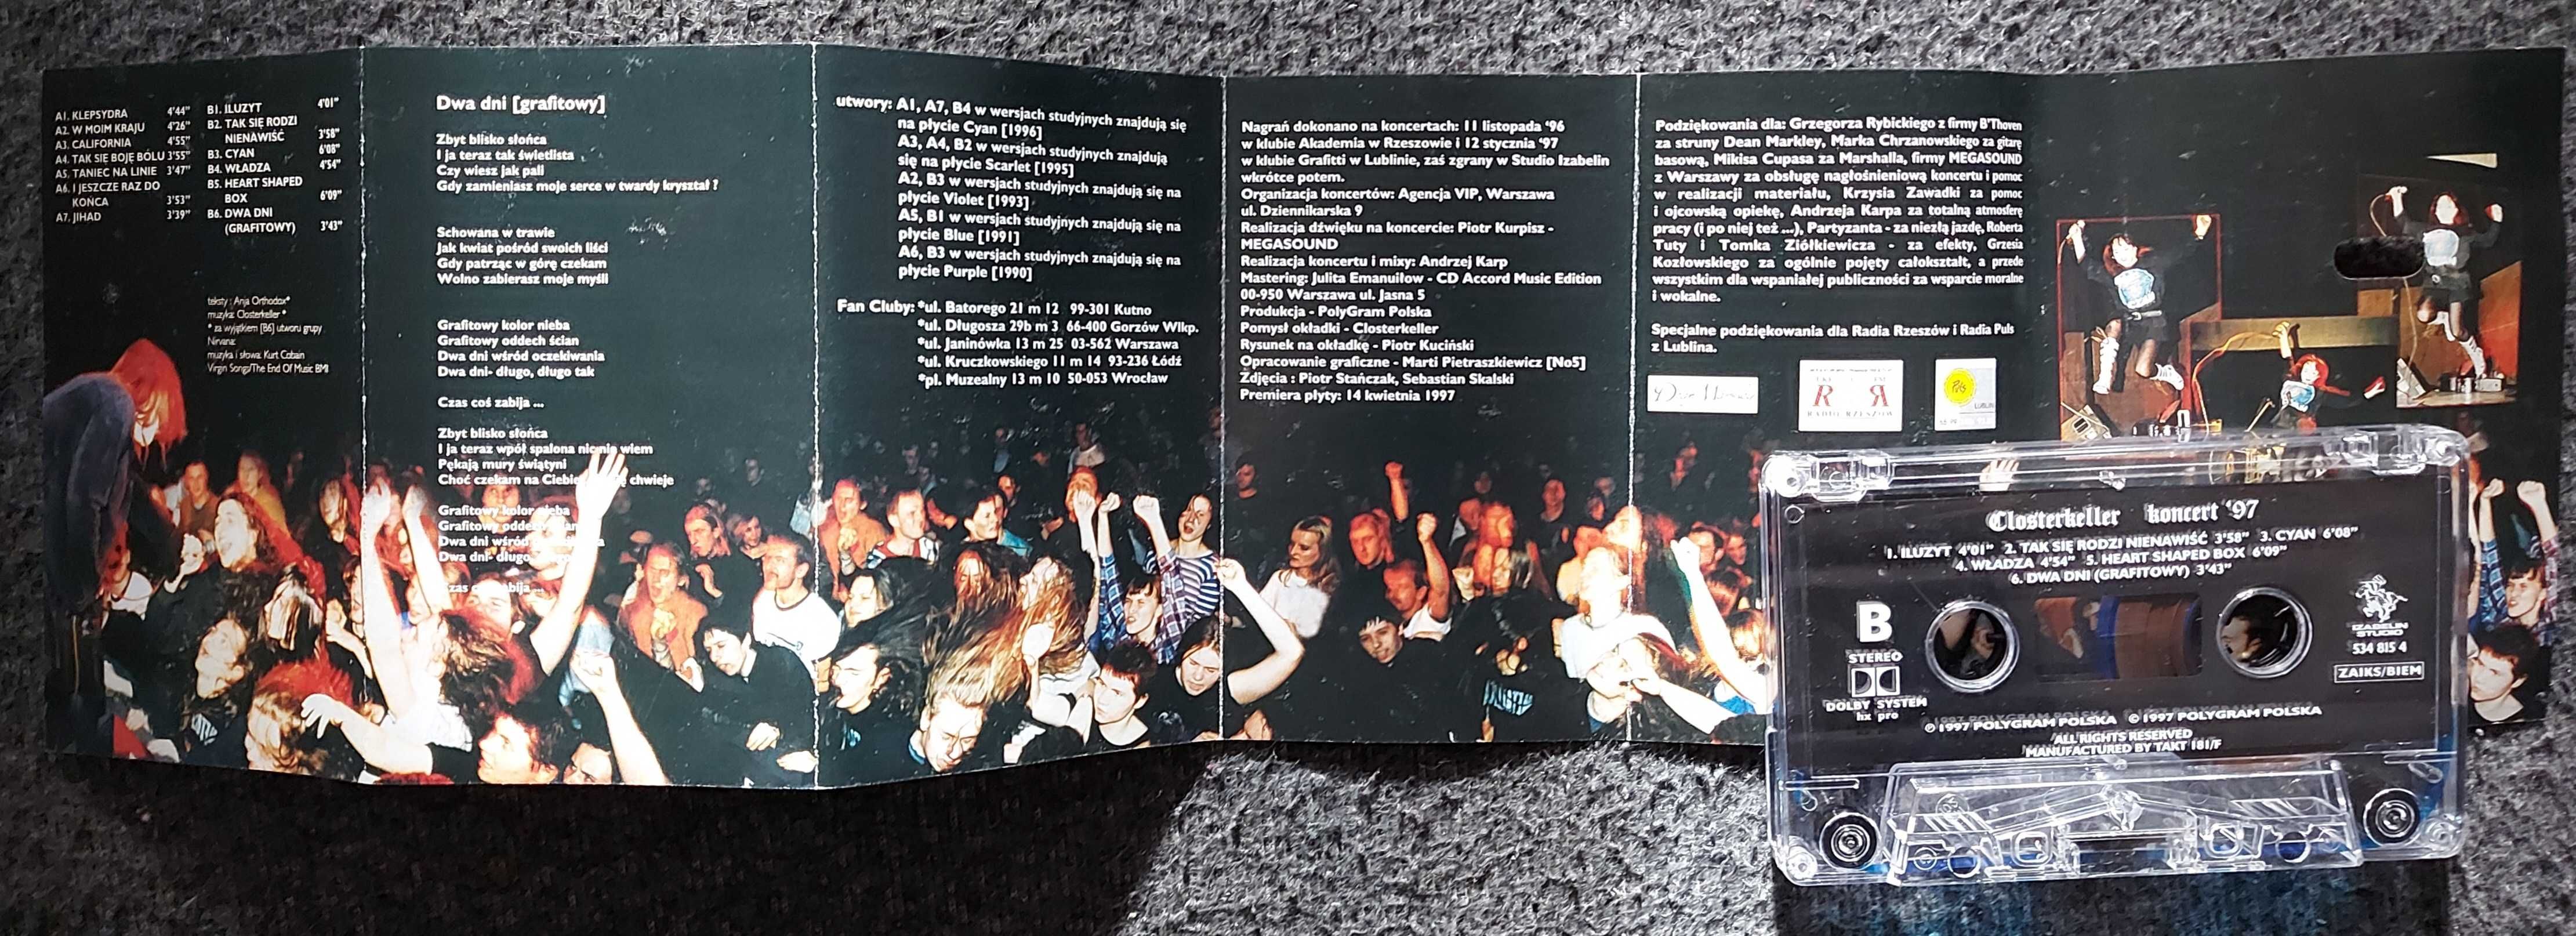 A1. KLEPSYDRA 4'44"
A2. W MOIM KRAJU 4'26"
A3. CALIFORNIA 4'55"
A4. TAK SIĘ BOJĘ BÓLU 3'55"
A5. TANIEC NA LINIE 3'47"
A6. I JESZCZE RAZ DO
KOŃCA 3'53"
A7. JIHAD 3'39"
B1. ILUZYT 4'01"
B2. TAK SIĘ RODZI
NIENAWIŚĆ 3'58"
B3. CYAN 6'08"
B4. WŁADZA 4'54"
B5. HEART SHAPED
BOX 6'09"
B6. DWA DNI
(GRAFITOWY) 3'43"
teksty : Anja Orthodox*
muzyka: Closterkeller *
* za wyjątkiem [B6] utworu grupy
Nirvana:
muzyka i słowa: Kurt Cobain
Virgin Songs/The End Of Music BMI
Dwa dni [grafitowy]
Zbyt blisko słońca
I ja teraz tak świetlista
Czy wiesz jak pali
Gdy zamieniasz moje serce w twardy kryształ ?
Schowana w trawie
Jak kwiat pośród swoich liści
Gdy patrząc w górę czekam
Wolno zabierasz moje myśli
Grafitowy kolor nieba
Grafitowy oddech ścian
Dwa dni wśród oczekiwania
Dwa dni- długo, długo tak
Czas coś zabija ...
Zbyt blisko słońca
I ja teraz wpół spalona nic nie wiem
Pękają mury świątyni
Choć czekam na Ciebie chwieje
Grafitowy kolor nieba
Grafitowy oddech
Dwa dni wśród
Dwa dni- długo
zabija ...
utwory: A1, A7, B4 w wersjach studyjnych znajdują się
na płycie Cyan [1996]
A3, A4, B2 w wersjach studyjnych znajdują
się na płycie Scarlet [1995]
A2, B3 w wersjach studyjnych znajdują się na
płycie Violet [1993]
A5, B1 w wersjach studyjnych znajdują się na
płycie Blue [1991]
A6, B3 w wersjach studyjnych znajdują się na
płycie Purple [1990]
Fan Cluby: *ul. Batorego 21 m 12 99-301 Kutno
*ul. Długosza 29b m 3 66-400 Gorzów Wlkp.
*ul. Janinówka 13 m 25 03-562 Warszawa
*ul. Kruczkowskiego 11 m 14 93-236 Łódź
*pl. Muzealny 13 m 10 50-053 Wrocław
Nagrań dokonano na koncertach: 11 listopada '96
w klubie Akademia w Rzeszowie i 12 stycznia '97
w klubie Grafitti w Lublinie, zaś zgrany w Studio Izabelin
wkrótce potem.
Organizacja koncertów: Agencja VIP, Warszawa
ul. Dziennikarska 9
Realizacja dźwięku na koncercie: Piotr Kurpisz -
MEGASOUND
Realizacja koncertu i mixy: Andrzej Karp
Mastering: Julita Emanuiłow - CD Accord Music Edition
00-950 Warszawa ul. Jasna 5
Produkcja - PolyGram Polska
Pomysł okładki - Closterkeller
Rysunek na okładkę - Piotr Kuciński
Opracowanie graficzne - Marti Pietraszkiewicz [No5]
Zdjęcia : Piotr Stańczak, Sebastian Skalski
Premiera płyty: 14 kwietnia 1997
Podziękowania dla: Grzegorza Rybickiego z firmy B'Thoven
za struny Dean Markley, Marka Chrzanowskiego za gitarę
basową, Mikisa Cupasa za Marshalla, firmy MEGASOUND
z Warszawy za obsługę nagłośnieniową koncertu i pomoc
w realizacji materiału, Krzysia Zawadki za pomoc
i ojcowską opiekę, Andrzeja Karpa za totalną atmosferę
pracy (i po niej też ...), Partyzanta - za niezłą jazdę, Roberta
Tuty i Tomka Ziółkiewicza - za efekty, Grzesia
Kozłowskiego za ogólnie pojęty całokształt, a przede
wszystkim dla wspaniałej publiczności za wsparcie moralne
i wokalne.
Specjalne podziękowania dla Radia Rzeszów i Radia Puls
z Lublina.
R Я
RADIO RZESZÓW
Puls
LUBLIN
Closterkeller koncert '97
1. ILUZYT 4'01" 2. TAK SIĘ RODZI NIENAWIŚĆ 3'58" 3. CYAN 6'08"
4. WŁADZA 4'54" 5. HEART SHAPED BOX 6'09"
6. DWA DNI (GRAFITOWY) 3'43"
B
STEREO
DOLBY SYSTEM
hx pro
IZABELIN
STUDIO
534 815 4
ZAIKS/BIEM
℗ 1997 POLYGRAM POLSKA © 1997 POLYGRAM POLSKA
ALL RIGHTS RESERVED
MANUFACTURED BY TAKT 181/F